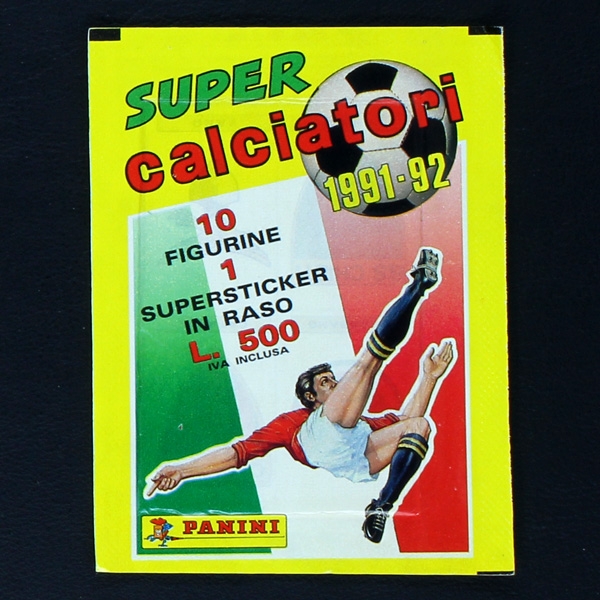 SUPER
calciatori
1991-92
10
FIGURINE
1
SUPERSTICKER
IN RASO
L. 500
IVA INCLUSA
PANINI